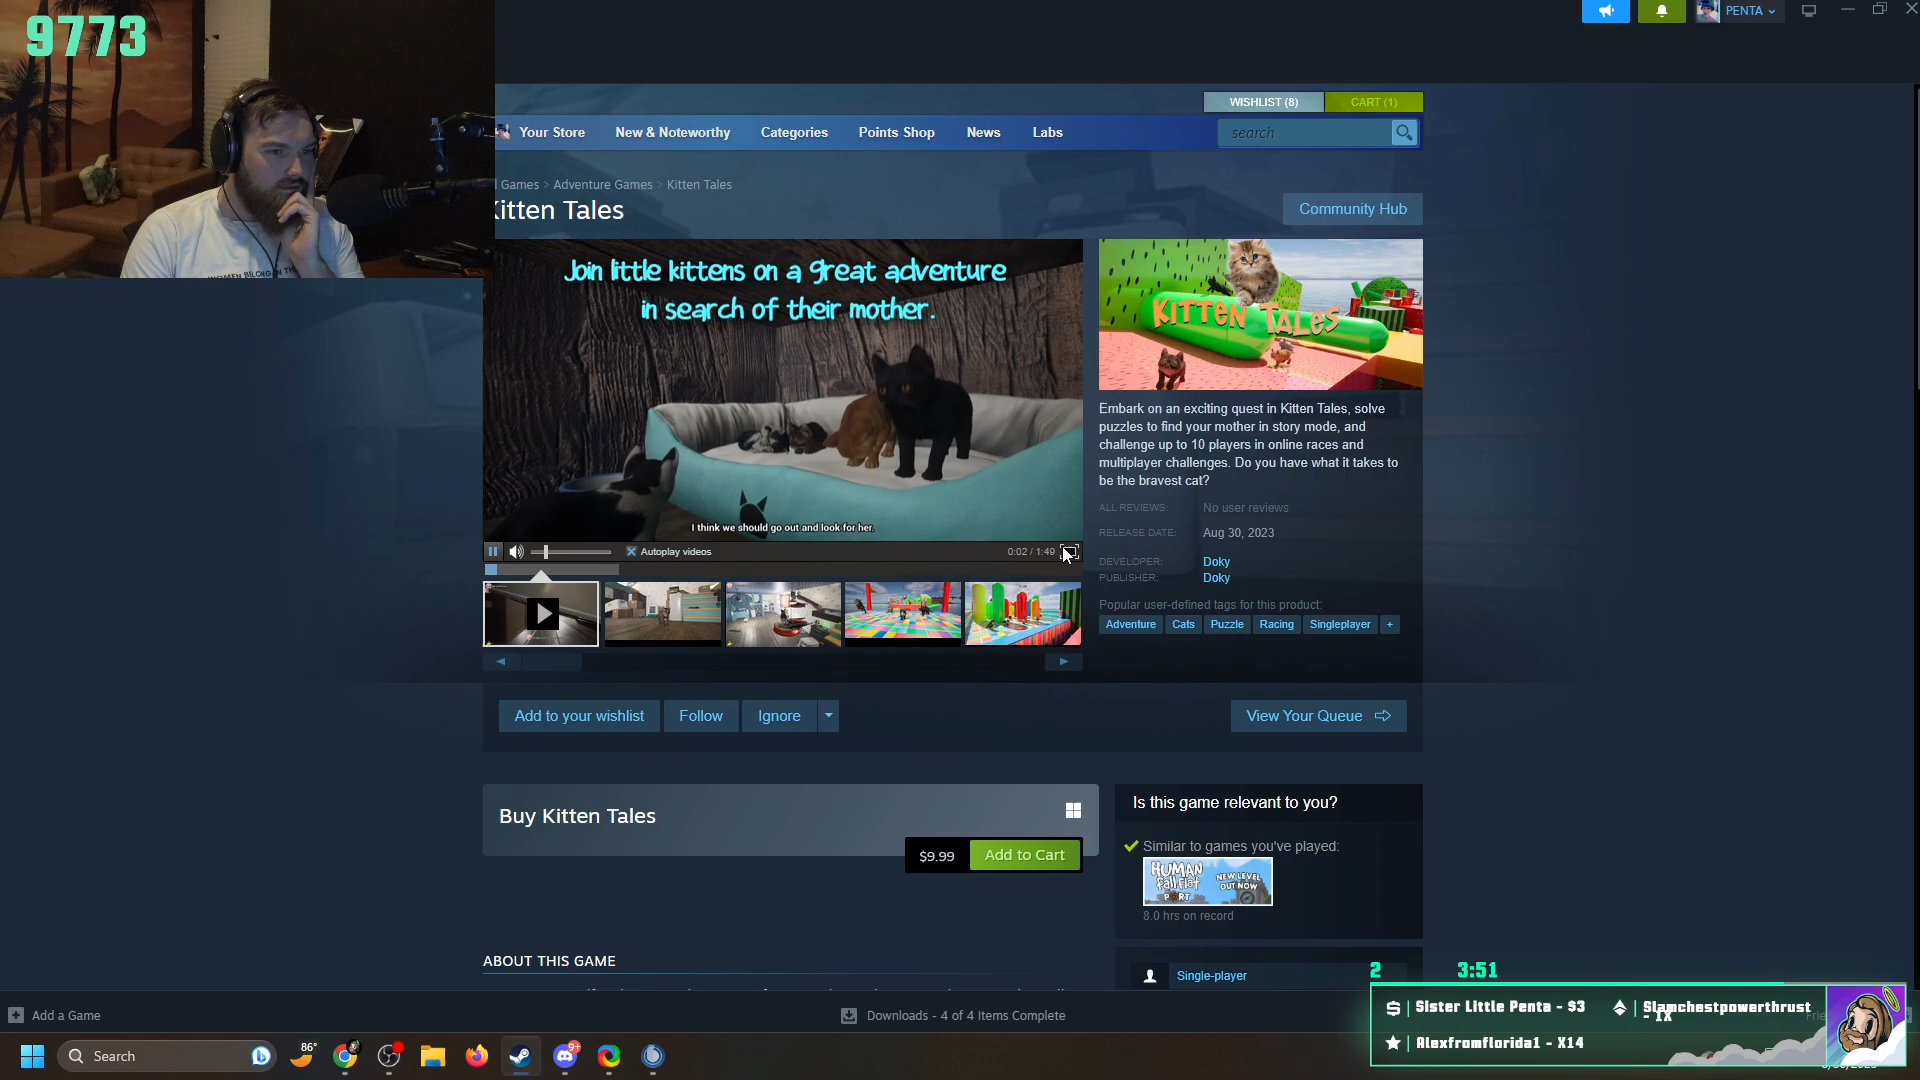 9773
PENTA
WISHLIST (8)
CART (1)
Your Store
New & Noteworthy
Categories
Points Shop
News
Labs
search
Games > Adventure Games > Kitten Tales
Kitten Tales
Community Hub
WOMEN BELONG IN THE
Join little kittens on a great adventure
in search of their mother.
I think we should go out and look for her.
Autoplay videos
0:02 / 1:49
KITTEN TALES
Embark on an exciting quest in Kitten Tales, solve
puzzles to find your mother in story mode, and
challenge up to 10 players in online races and
multiplayer challenges. Do you have what it takes to
be the bravest cat?
ALL REVIEWS: No user reviews
RELEASE DATE: Aug 30, 2023
DEVELOPER: Doky
PUBLISHER: Doky
Popular user-defined tags for this product:
Adventure Cats Puzzle Racing Singleplayer +
Add to your wishlist
Follow
Ignore
View Your Queue
Buy Kitten Tales
$9.99
Add to Cart
Is this game relevant to you?
Similar to games you've played:
HUMAN
fall flat
PORT
NEW LEVEL
OUT NOW
8.0 hrs on record
ABOUT THIS GAME
Single-player
2 3:51
Sister Little Penta - $3
Slamchestpowerthrust
- 1X
Alexfromflorida1 - X14
Add a Game
Downloads - 4 of 4 Items Complete
Search
86°
9+